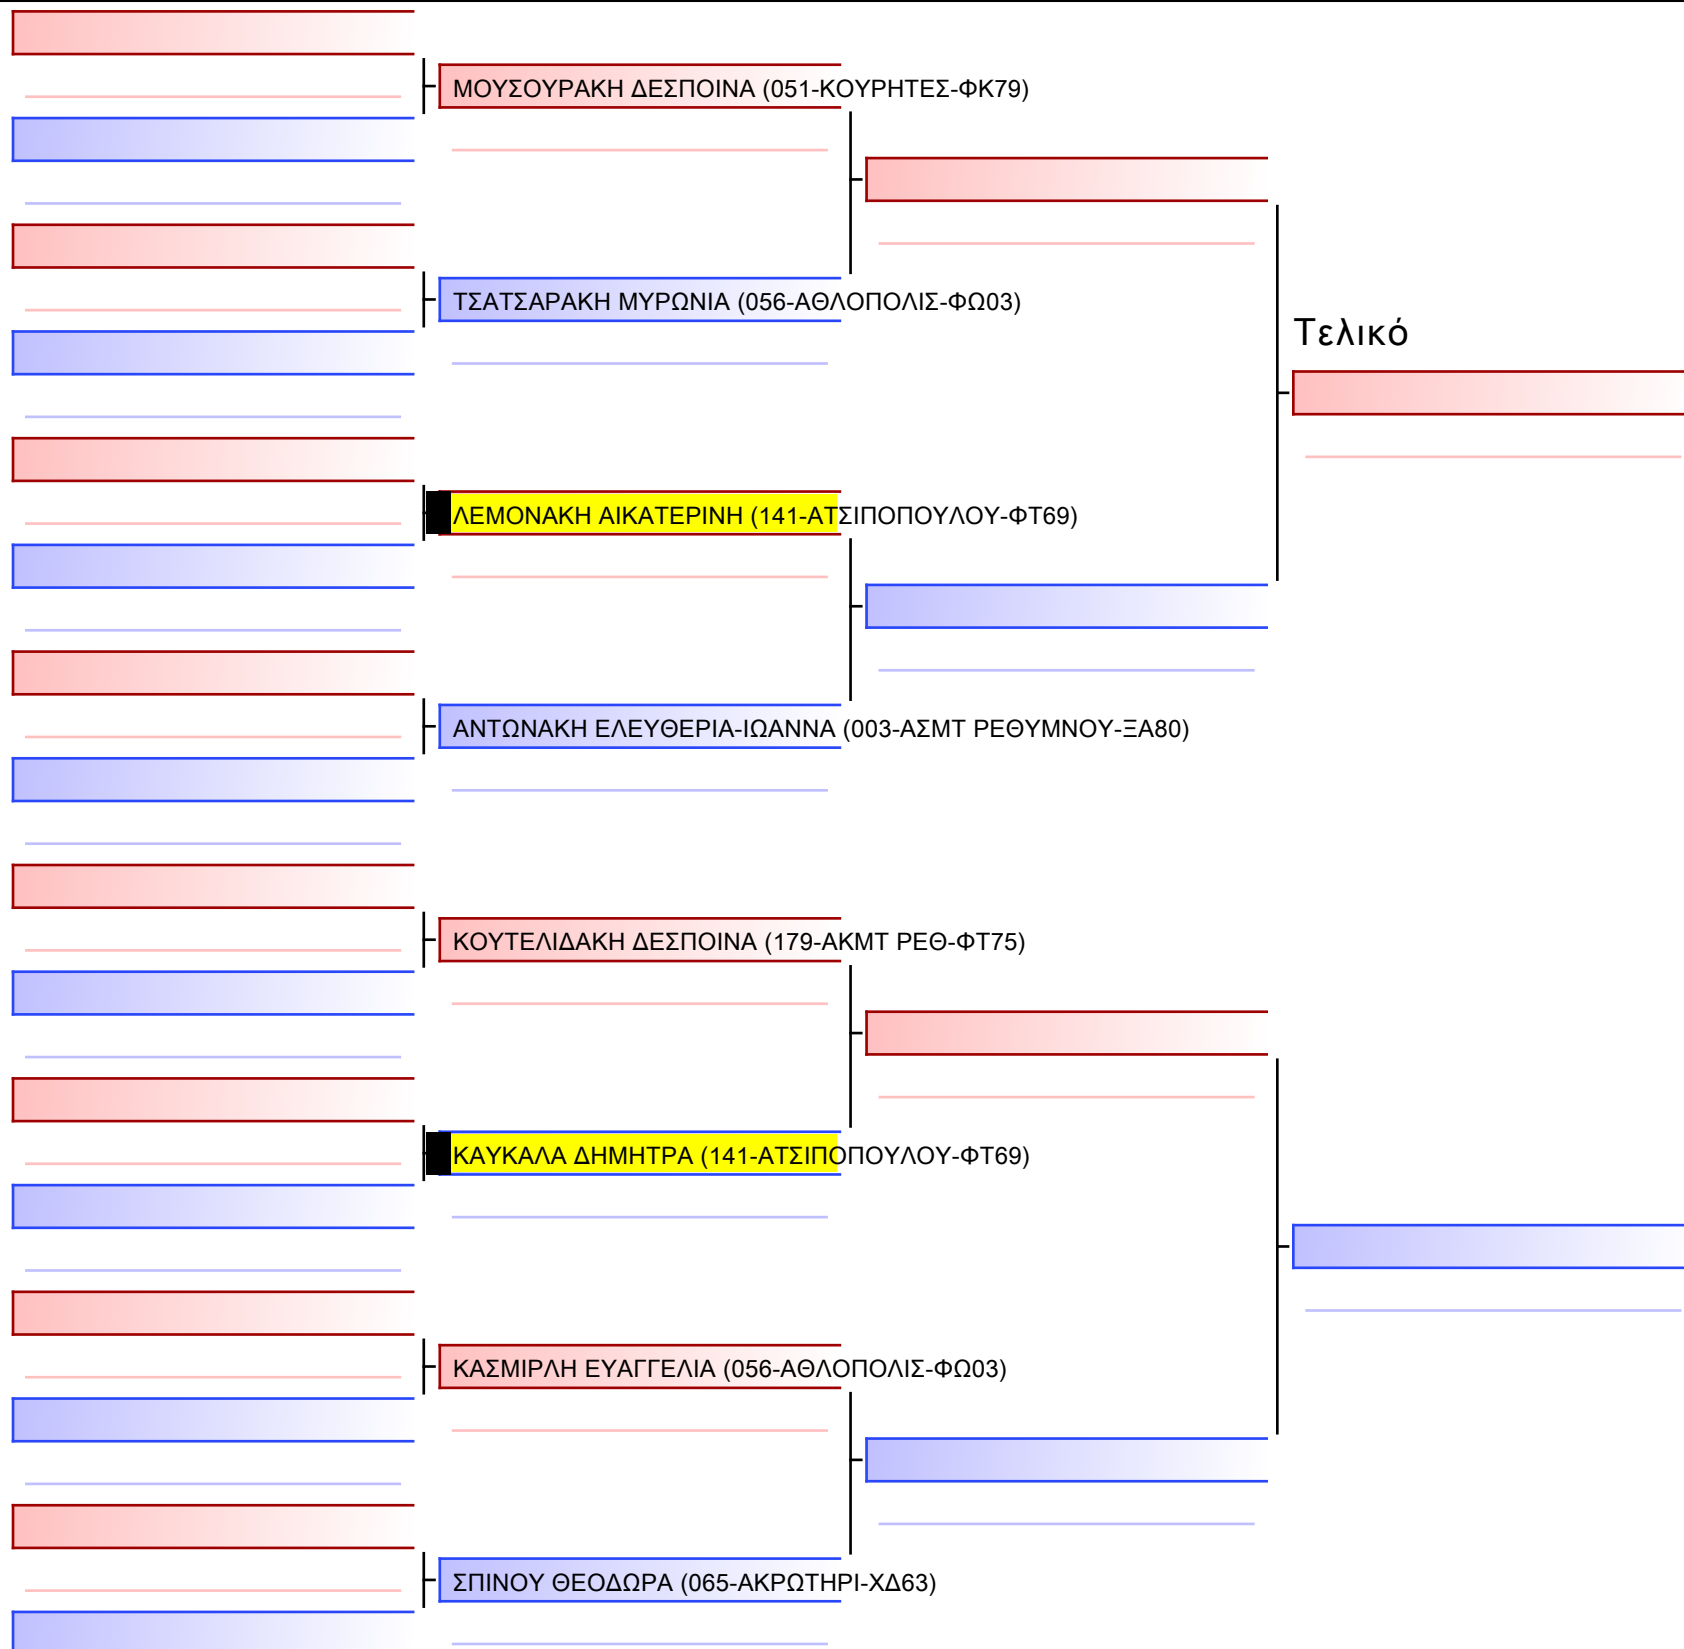 ΜΟΥΣΟΥΡΑΚΗ ΔΕΣΠΟΙΝΑ (051-ΚΟΥΡΗΤΕΣ-ΦΚ79)
ΤΣΑΤΣΑΡΑΚΗ ΜΥΡΩΝΙΑ (056-ΑΘΛΟΠΟΛΙΣ-ΦΩ03)
Τελικό
ΛΕΜΟΝΑΚΗ ΑΙΚΑΤΕΡΙΝΗ (141-ΑΤΣΙΠΟΠΟΥΛΟΥ-ΦΤ69)
ΑΝΤΩΝΑΚΗ ΕΛΕΥΘΕΡΙΑ-ΙΩΑΝΝΑ (003-ΑΣΜΤ ΡΕΘΥΜΝΟΥ-ΞΑ80)
ΚΟΥΤΕΛΙΔΑΚΗ ΔΕΣΠΟΙΝΑ (179-ΑΚΜΤ ΡΕΘ-ΦΤ75)
ΚΑΥΚΑΛΑ ΔΗΜΗΤΡΑ (141-ΑΤΣΙΠΟΠΟΥΛΟΥ-ΦΤ69)
ΚΑΣΜΙΡΛΗ ΕΥΑΓΓΕΛΙΑ (056-ΑΘΛΟΠΟΛΙΣ-ΦΩ03)
ΣΠΙΝΟΥ ΘΕΟΔΩΡΑ (065-ΑΚΡΩΤΗΡΙ-ΧΔ63)